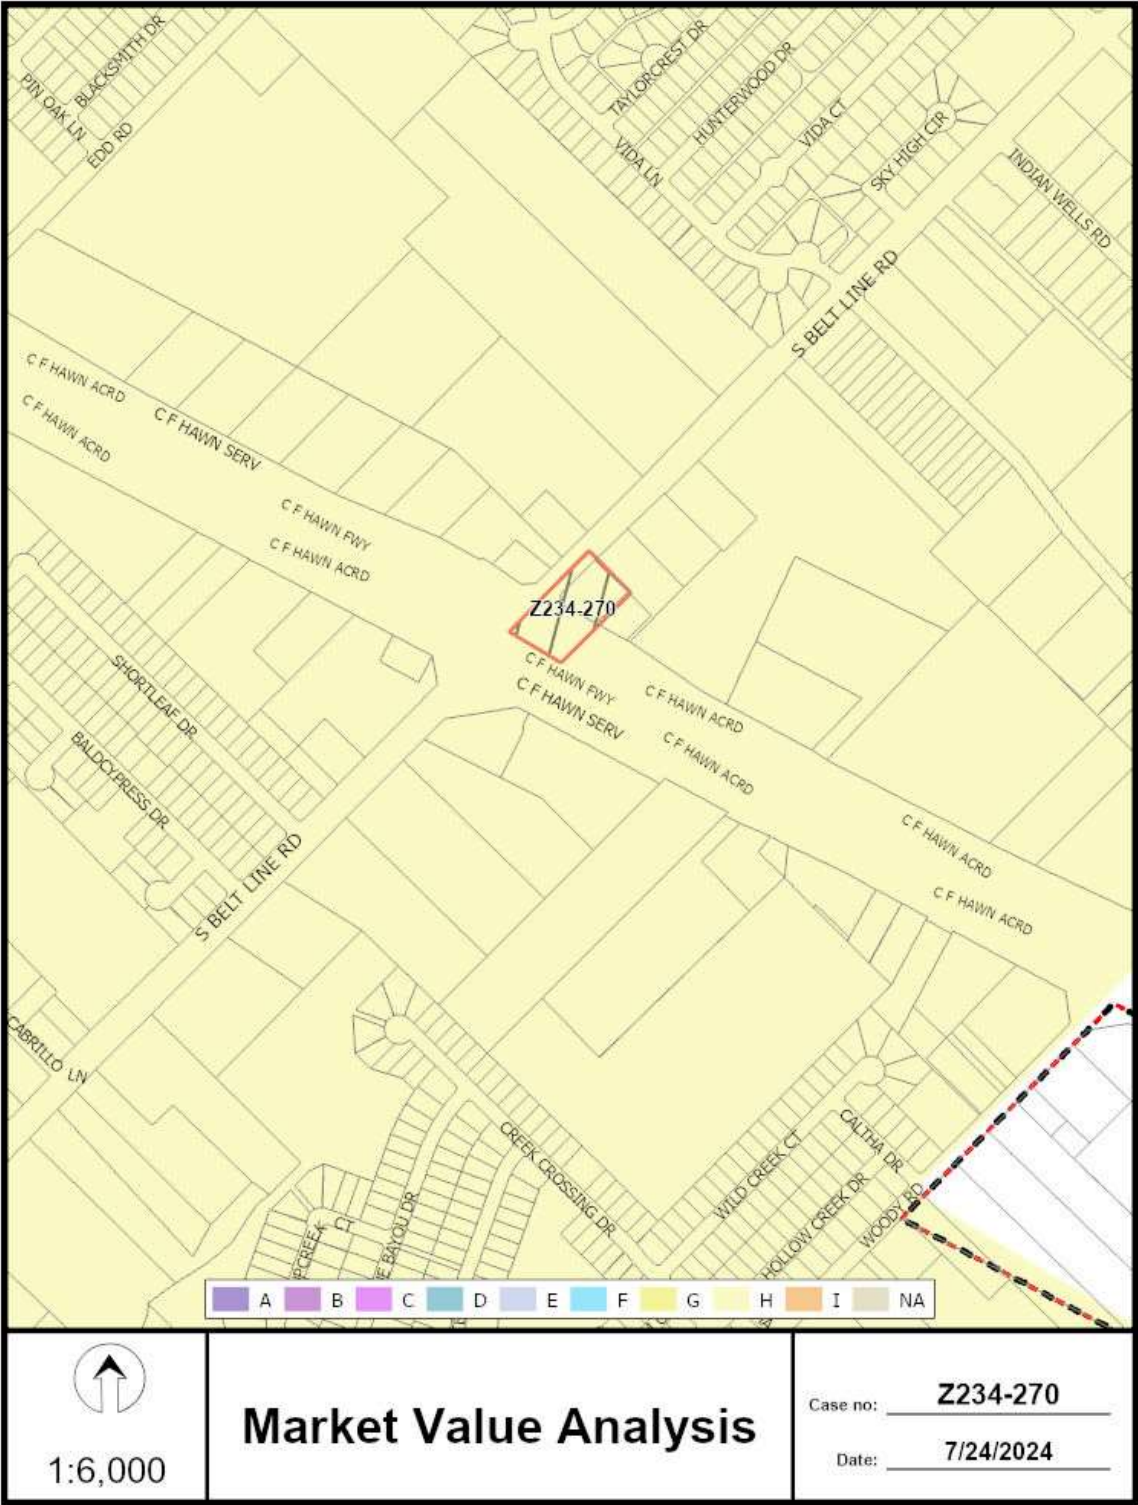 BLACKSMITH DR
PIN OAK LN
EDD RD
TAYLORCREST DR
HUNTERWOOD DR
VIDA CT
VIDA LN
SKY HIGH CIR
INDIAN WELLS RD
S BELT LINE RD
C F HAWN ACRD
C F HAWN ACRD
C F HAWN SERV
C F HAWN FWY
C F HAWN ACRD
Z234-270
C F HAWN FWY
C F HAWN SERV
C F HAWN ACRD
C F HAWN ACRD
SHORTLEAF DR
BALDCYPRESS DR
S BELT LINE RD
C F HAWN ACRD
C F HAWN ACRD
CABRILLO LN
CREEK CROSSING DR
WILD CREEK CT
CALTHA DR
HOLLOW CREEK DR
WOODY RD
PCREEK CT
E BAYOU DR
A B C D E F G H I NA
1:6,000
Market Value Analysis
Case no: Z234-270
Date: 7/24/2024